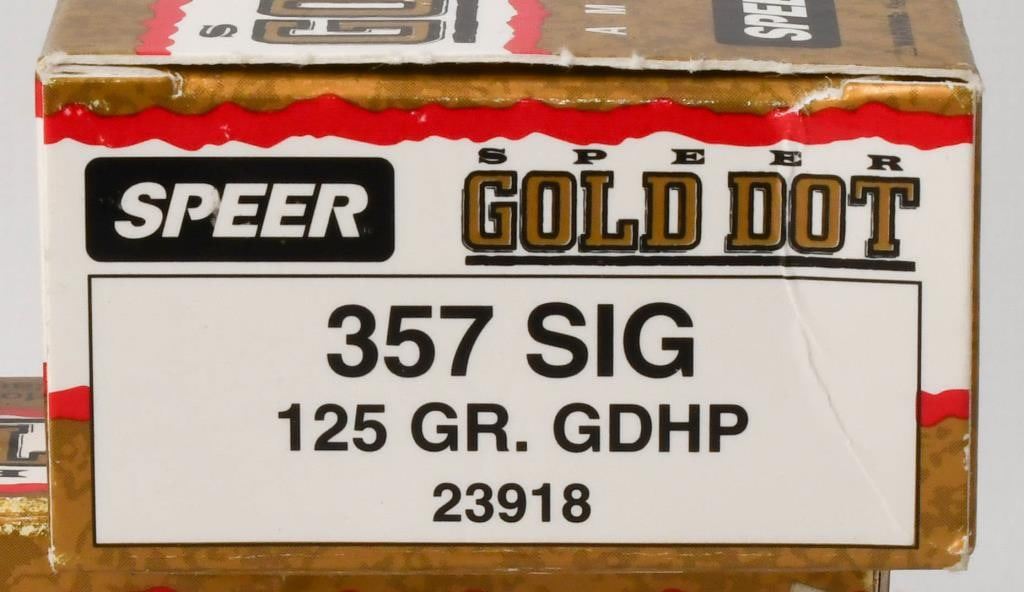 SPEER
SPEER
GOLD DOT
357 SIG
125 GR. GDHP
23918